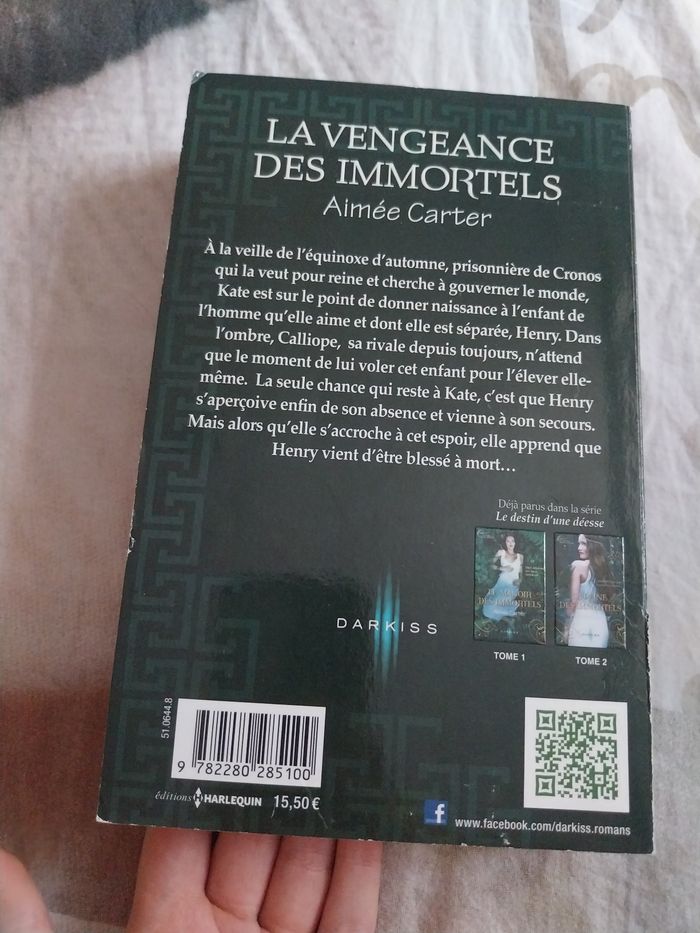 LA VENGEANCE
DES IMMORTELS
Aimée Carter
À la veille de l'équinoxe d'automne, prisonnière de Cronos
qui la veut pour reine et cherche à gouverner le monde,
Kate est sur le point de donner naissance à l'enfant de
l'homme qu'elle aime et dont elle est séparée, Henry. Dans
l'ombre, Calliope, sa rivale depuis toujours, n'attend
que le moment de lui voler cet enfant pour l'élever elle-
même. La seule chance qui reste à Kate, c'est que Henry
s'aperçoive enfin de son absence et vienne à son secours.
Mais alors qu'elle s'accroche à cet espoir, elle apprend que
Henry vient d'être blessé à mort…
Déjà parus dans la série
Le destin d'une déesse
LE MANOIR
DES IMMORTELS
DES IMMORTELS
TOME 1
TOME 2
DARKISS
51.0644.8
9 782280 285100
éditions HARLEQUIN 15,50 €
f www.facebook.com/darkiss.romans